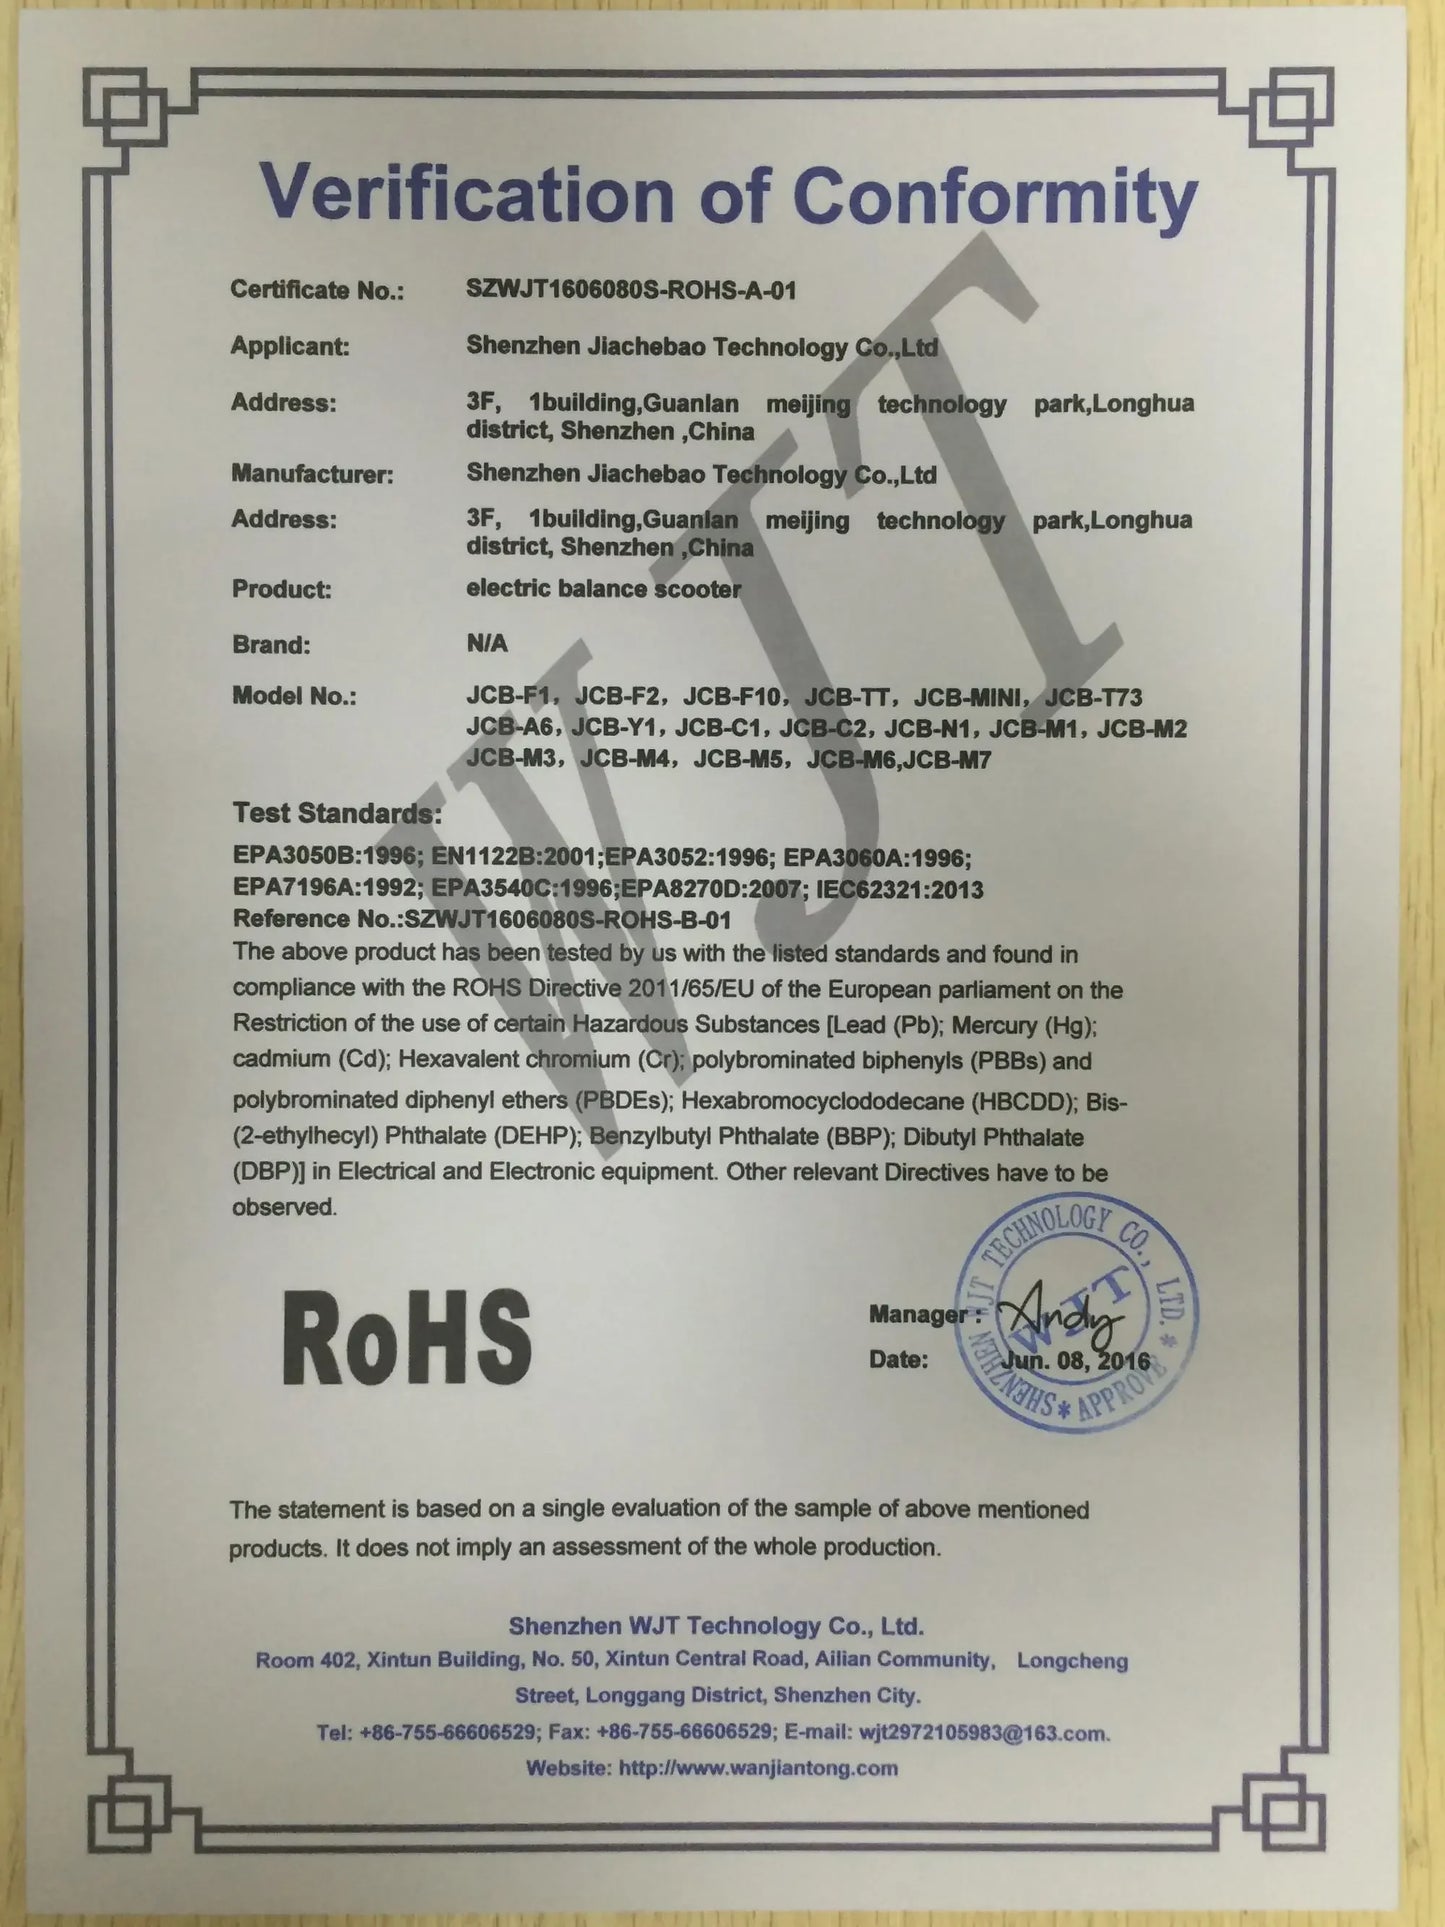 Verification of Conformity
Certificate No.: SZWJT1606080S-ROHS-A-01
Applicant: Shenzhen Jiachebao Technology Co.,Ltd
Address: 3F, 1building,Guanlan meijing technology park,Longhua
district, Shenzhen ,China
Manufacturer: Shenzhen Jiachebao Technology Co.,Ltd
Address: 3F, 1building,Guanlan meijing technology park,Longhua
district, Shenzhen ,China
Product: electric balance scooter
Brand: N/A
Model No.: JCB-F1, JCB-F2, JCB-F10, JCB-TT, JCB-MINI, JCB-T73
JCB-A6, JCB-Y1, JCB-C1, JCB-C2, JCB-N1, JCB-M1, JCB-M2
JCB-M3, JCB-M4, JCB-M5, JCB-M6,JCB-M7
Test Standards:
EPA3050B:1996; EN1122B:2001;EPA3052:1996; EPA3060A:1996;
EPA7196A:1992; EPA3540C:1996;EPA8270D:2007; IEC62321:2013
Reference No.:SZWJT1606080S-ROHS-B-01
The above product has been tested by us with the listed standards and found in
compliance with the ROHS Directive 2011/65/EU of the European parliament on the
Restriction of the use of certain Hazardous Substances [Lead (Pb); Mercury (Hg);
cadmium (Cd); Hexavalent chromium (Cr); polybrominated biphenyls (PBBs) and
polybrominated diphenyl ethers (PBDEs); Hexabromocyclododecane (HBCDD); Bis-
(2-ethylhecyl) Phthalate (DEHP); Benzylbutyl Phthalate (BBP); Dibutyl Phthalate
(DBP)] in Electrical and Electronic equipment. Other relevant Directives have to be
observed.
WJT
RoHS
Manager: Andy
Date: Jun. 08, 2016
SHENZHEN WJT TECHNOLOGY CO., LTD.
WJT
* APPROVE *
The statement is based on a single evaluation of the sample of above mentioned
products. It does not imply an assessment of the whole production.
Shenzhen WJT Technology Co., Ltd.
Room 402, Xintun Building, No. 50, Xintun Central Road, Ailian Community, Longcheng
Street, Longgang District, Shenzhen City.
Tel: +86-755-66606529; Fax: +86-755-66606529; E-mail: wjt2972105983@163.com.
Website: http://www.wanjiantong.com